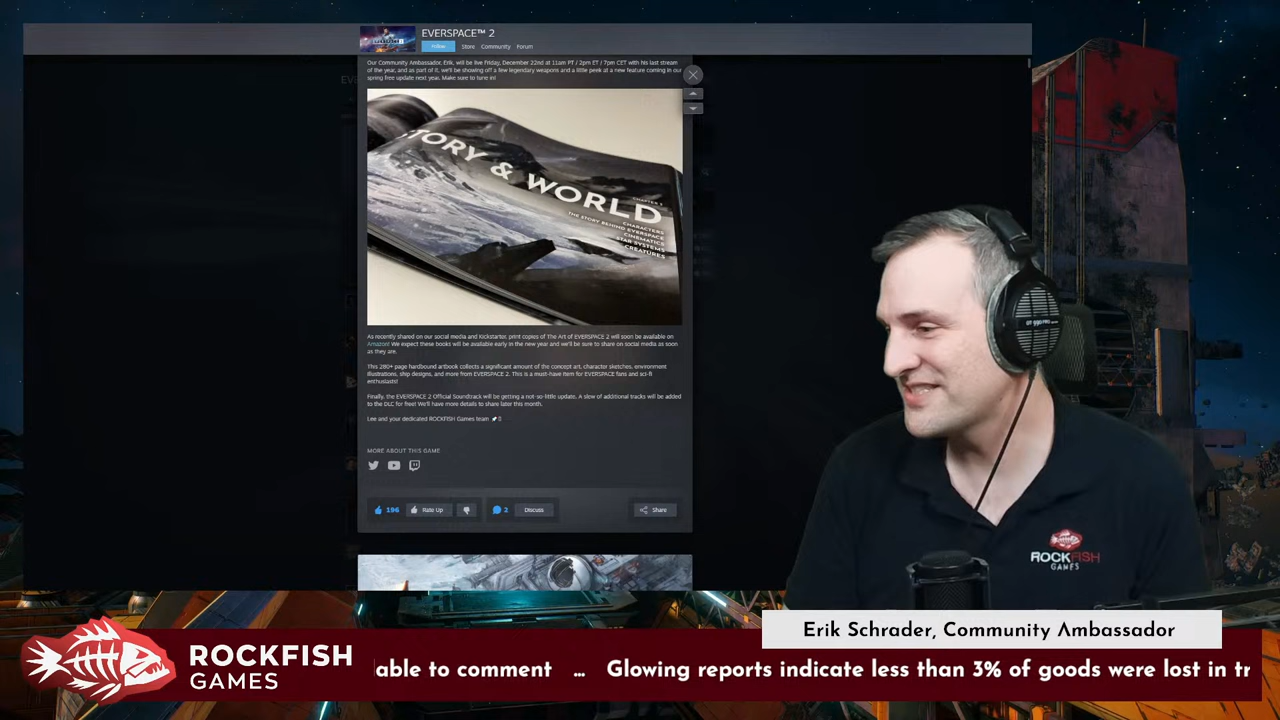 EVERSPACE™ 2
Follow
Store Community Forum
Our Community Ambassador, Erik, will be live Friday, December 22nd at 11am PT / 2pm ET / 7pm CET with his last stream
of the year, and as part of it, we'll be showing off a few legendary weapons and a little peek at a new feature coming in our
spring free update next year. Make sure to tune in!
STORY & WORLD
CHAPTER
CHARACTERS
THE STORY BEHIND EVERSPACE
CINEMATICS
STAR SYSTEMS
CREATURES
As recently shared on our social media and Kickstarter, print copies of The Art of EVERSPACE 2 will soon be available on
Amazon! We expect these books will be available early in the new year and we'll be sure to share on social media as soon
as they are.
This 280+ page hardbound artbook collects a significant amount of the concept art, character sketches, environment
illustrations, ship designs, and more from EVERSPACE 2. This is a must-have item for EVERSPACE fans and sci-fi
enthusiasts!
Finally, the EVERSPACE 2 Official Soundtrack will be getting a not-so-little update. A slew of additional tracks will be added
to the DLC for free! We'll have more details to share later this month.
Lee and your dedicated ROCKFISH Games team
MORE ABOUT THIS GAME
196 Rate Up 3 Discuss Share
DT 990 PRO
ROCKFISH
GAMES
Erik Schrader, Community Ambassador
ROCKFISH
GAMES
able to comment ... Glowing reports indicate less than 3% of goods were lost in tr